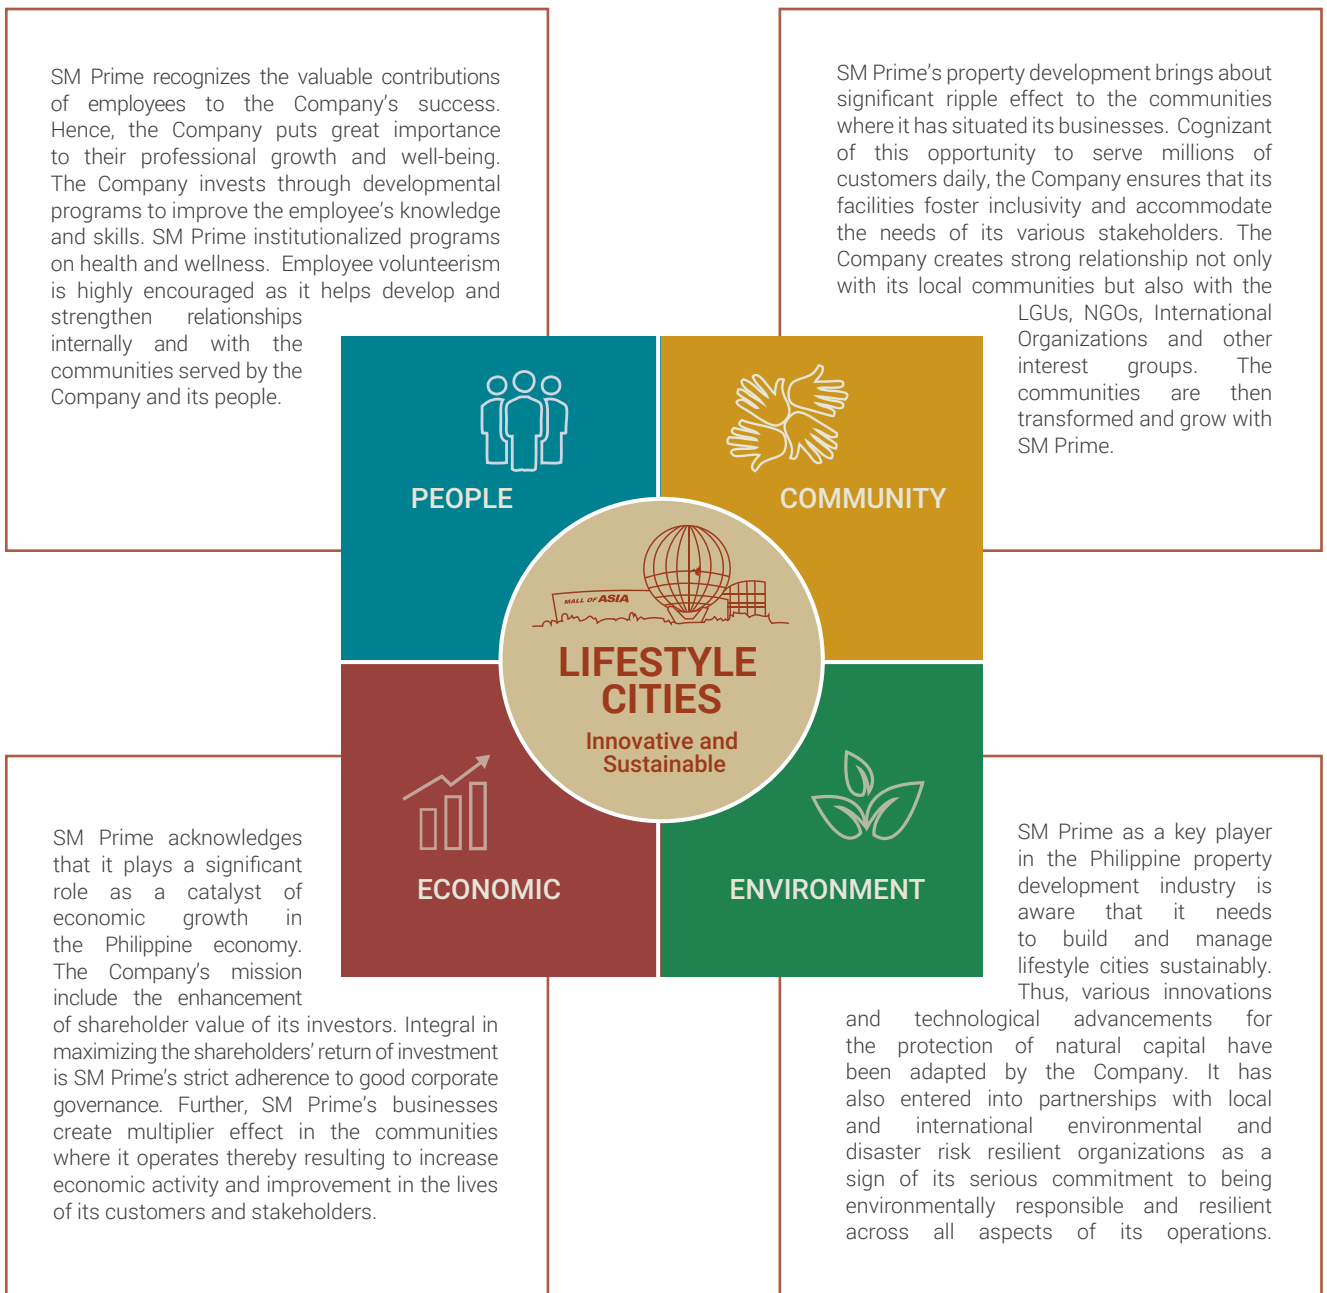 SM Prime recognizes the valuable contributions
of employees to the Company's success.
Hence, the Company puts great importance
to their professional growth and well-being.
The Company invests through developmental
programs to improve the employee's knowledge
and skills. SM Prime institutionalized programs
on health and wellness. Employee volunteerism
is highly encouraged as it helps develop and
strengthen relationships
internally and with the
communities served by the
Company and its people.
SM Prime's property development brings about
significant ripple effect to the communities
where it has situated its businesses. Cognizant
of this opportunity to serve millions of
customers daily, the Company ensures that its
facilities foster inclusivity and accommodate
the needs of its various stakeholders. The
Company creates strong relationship not only
with its local communities but also with the
LGUs, NGOs, International
Organizations and other
interest groups. The
communities are then
transformed and grow with
SM Prime.
PEOPLE
COMMUNITY
MALL OF ASIA
LIFESTYLE
CITIES
Innovative and
Sustainable
ECONOMIC
ENVIRONMENT
SM Prime acknowledges
that it plays a significant
role as a catalyst of
economic growth in
the Philippine economy.
The Company's mission
include the enhancement
of shareholder value of its investors. Integral in
maximizing the shareholders' return of investment
is SM Prime's strict adherence to good corporate
governance. Further, SM Prime's businesses
create multiplier effect in the communities
where it operates thereby resulting to increase
economic activity and improvement in the lives
of its customers and stakeholders.
SM Prime as a key player
in the Philippine property
development industry is
aware that it needs
to build and manage
lifestyle cities sustainably.
Thus, various innovations
and technological advancements for
the protection of natural capital have
been adapted by the Company. It has
also entered into partnerships with local
and international environmental and
disaster risk resilient organizations as a
sign of its serious commitment to being
environmentally responsible and resilient
across all aspects of its operations.